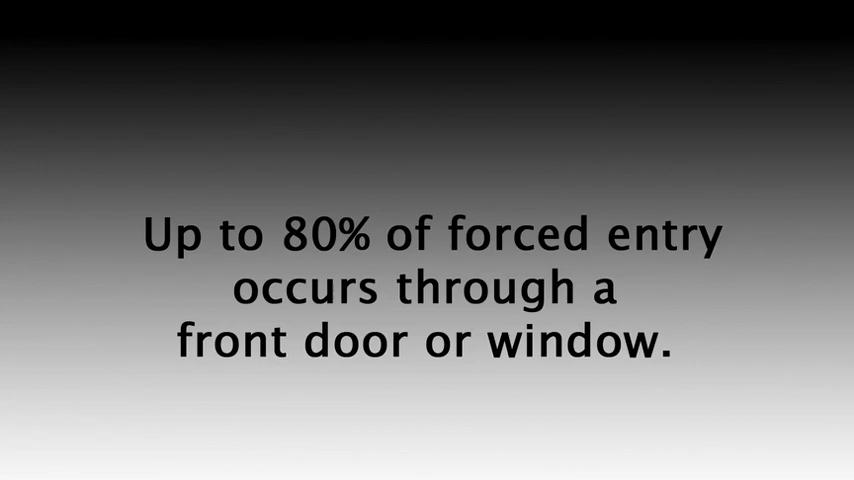 Up to 80% of forced entry
occurs through a
front door or window.